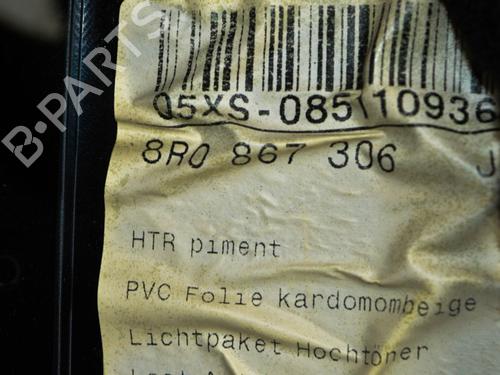 B-PARTS
05XS-085\10936
8R0 867 306 J
HTR piment
PVC Folie kardomombeige
Lichtpaket Hochtöner